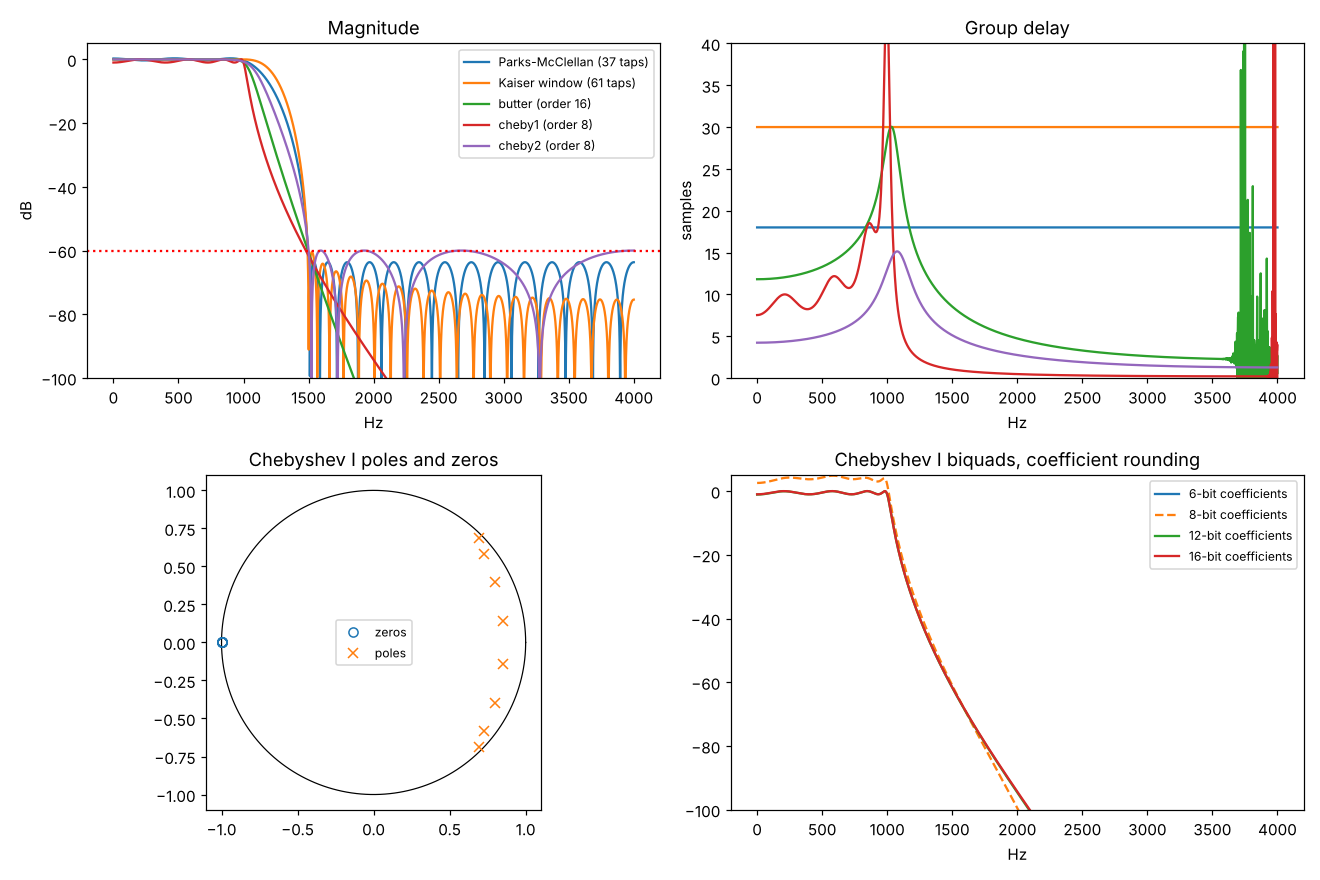 Magnitude
0
−20
−40
−60
−80
−100
dB
Parks-McClellan (37 taps)
Kaiser window (61 taps)
butter (order 16)
cheby1 (order 8)
cheby2 (order 8)
0 500 1000 1500 2000 2500 3000 3500 4000
Hz
Group delay
40
35
30
25
20
15
10
5
0
samples
0 500 1000 1500 2000 2500 3000 3500 4000
Hz
Chebyshev I poles and zeros
1.00
0.75
0.50
0.25
0.00
−0.25
−0.50
−0.75
−1.00
zeros
poles
−1.0 −0.5 0.0 0.5 1.0
Chebyshev I biquads, coefficient rounding
0
−20
−40
−60
−80
−100
6-bit coefficients
8-bit coefficients
12-bit coefficients
16-bit coefficients
0 500 1000 1500 2000 2500 3000 3500 4000
Hz